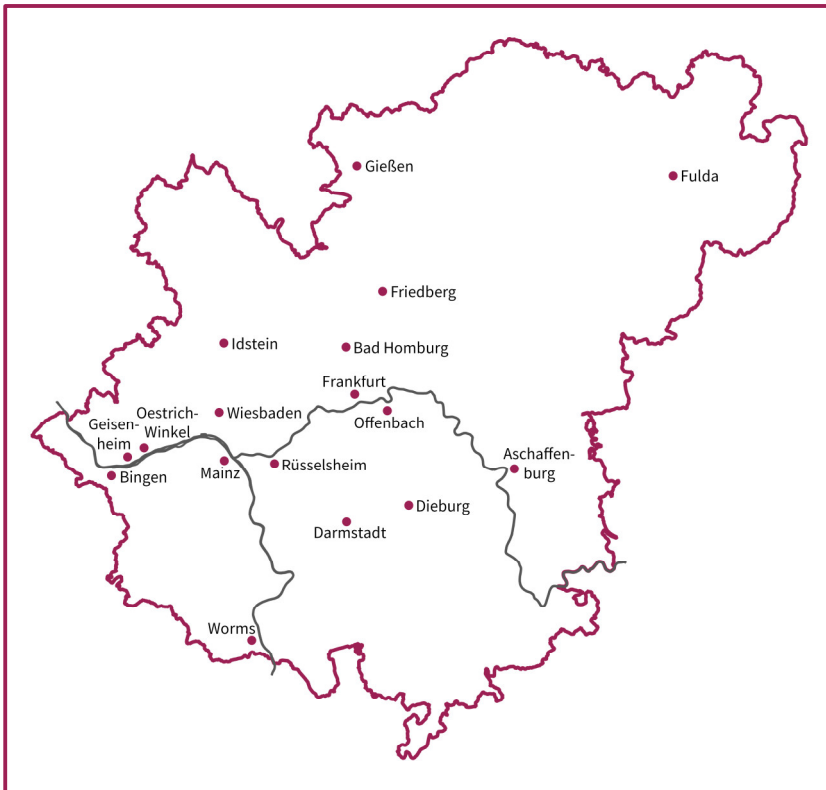 Gießen
Fulda
Friedberg
Idstein
Bad Homburg
Frankfurt
Oestrich-
Winkel
Wiesbaden
Offenbach
Geisen-
heim
Bingen
Mainz
Rüsselsheim
Aschaffen-
burg
Dieburg
Darmstadt
Worms